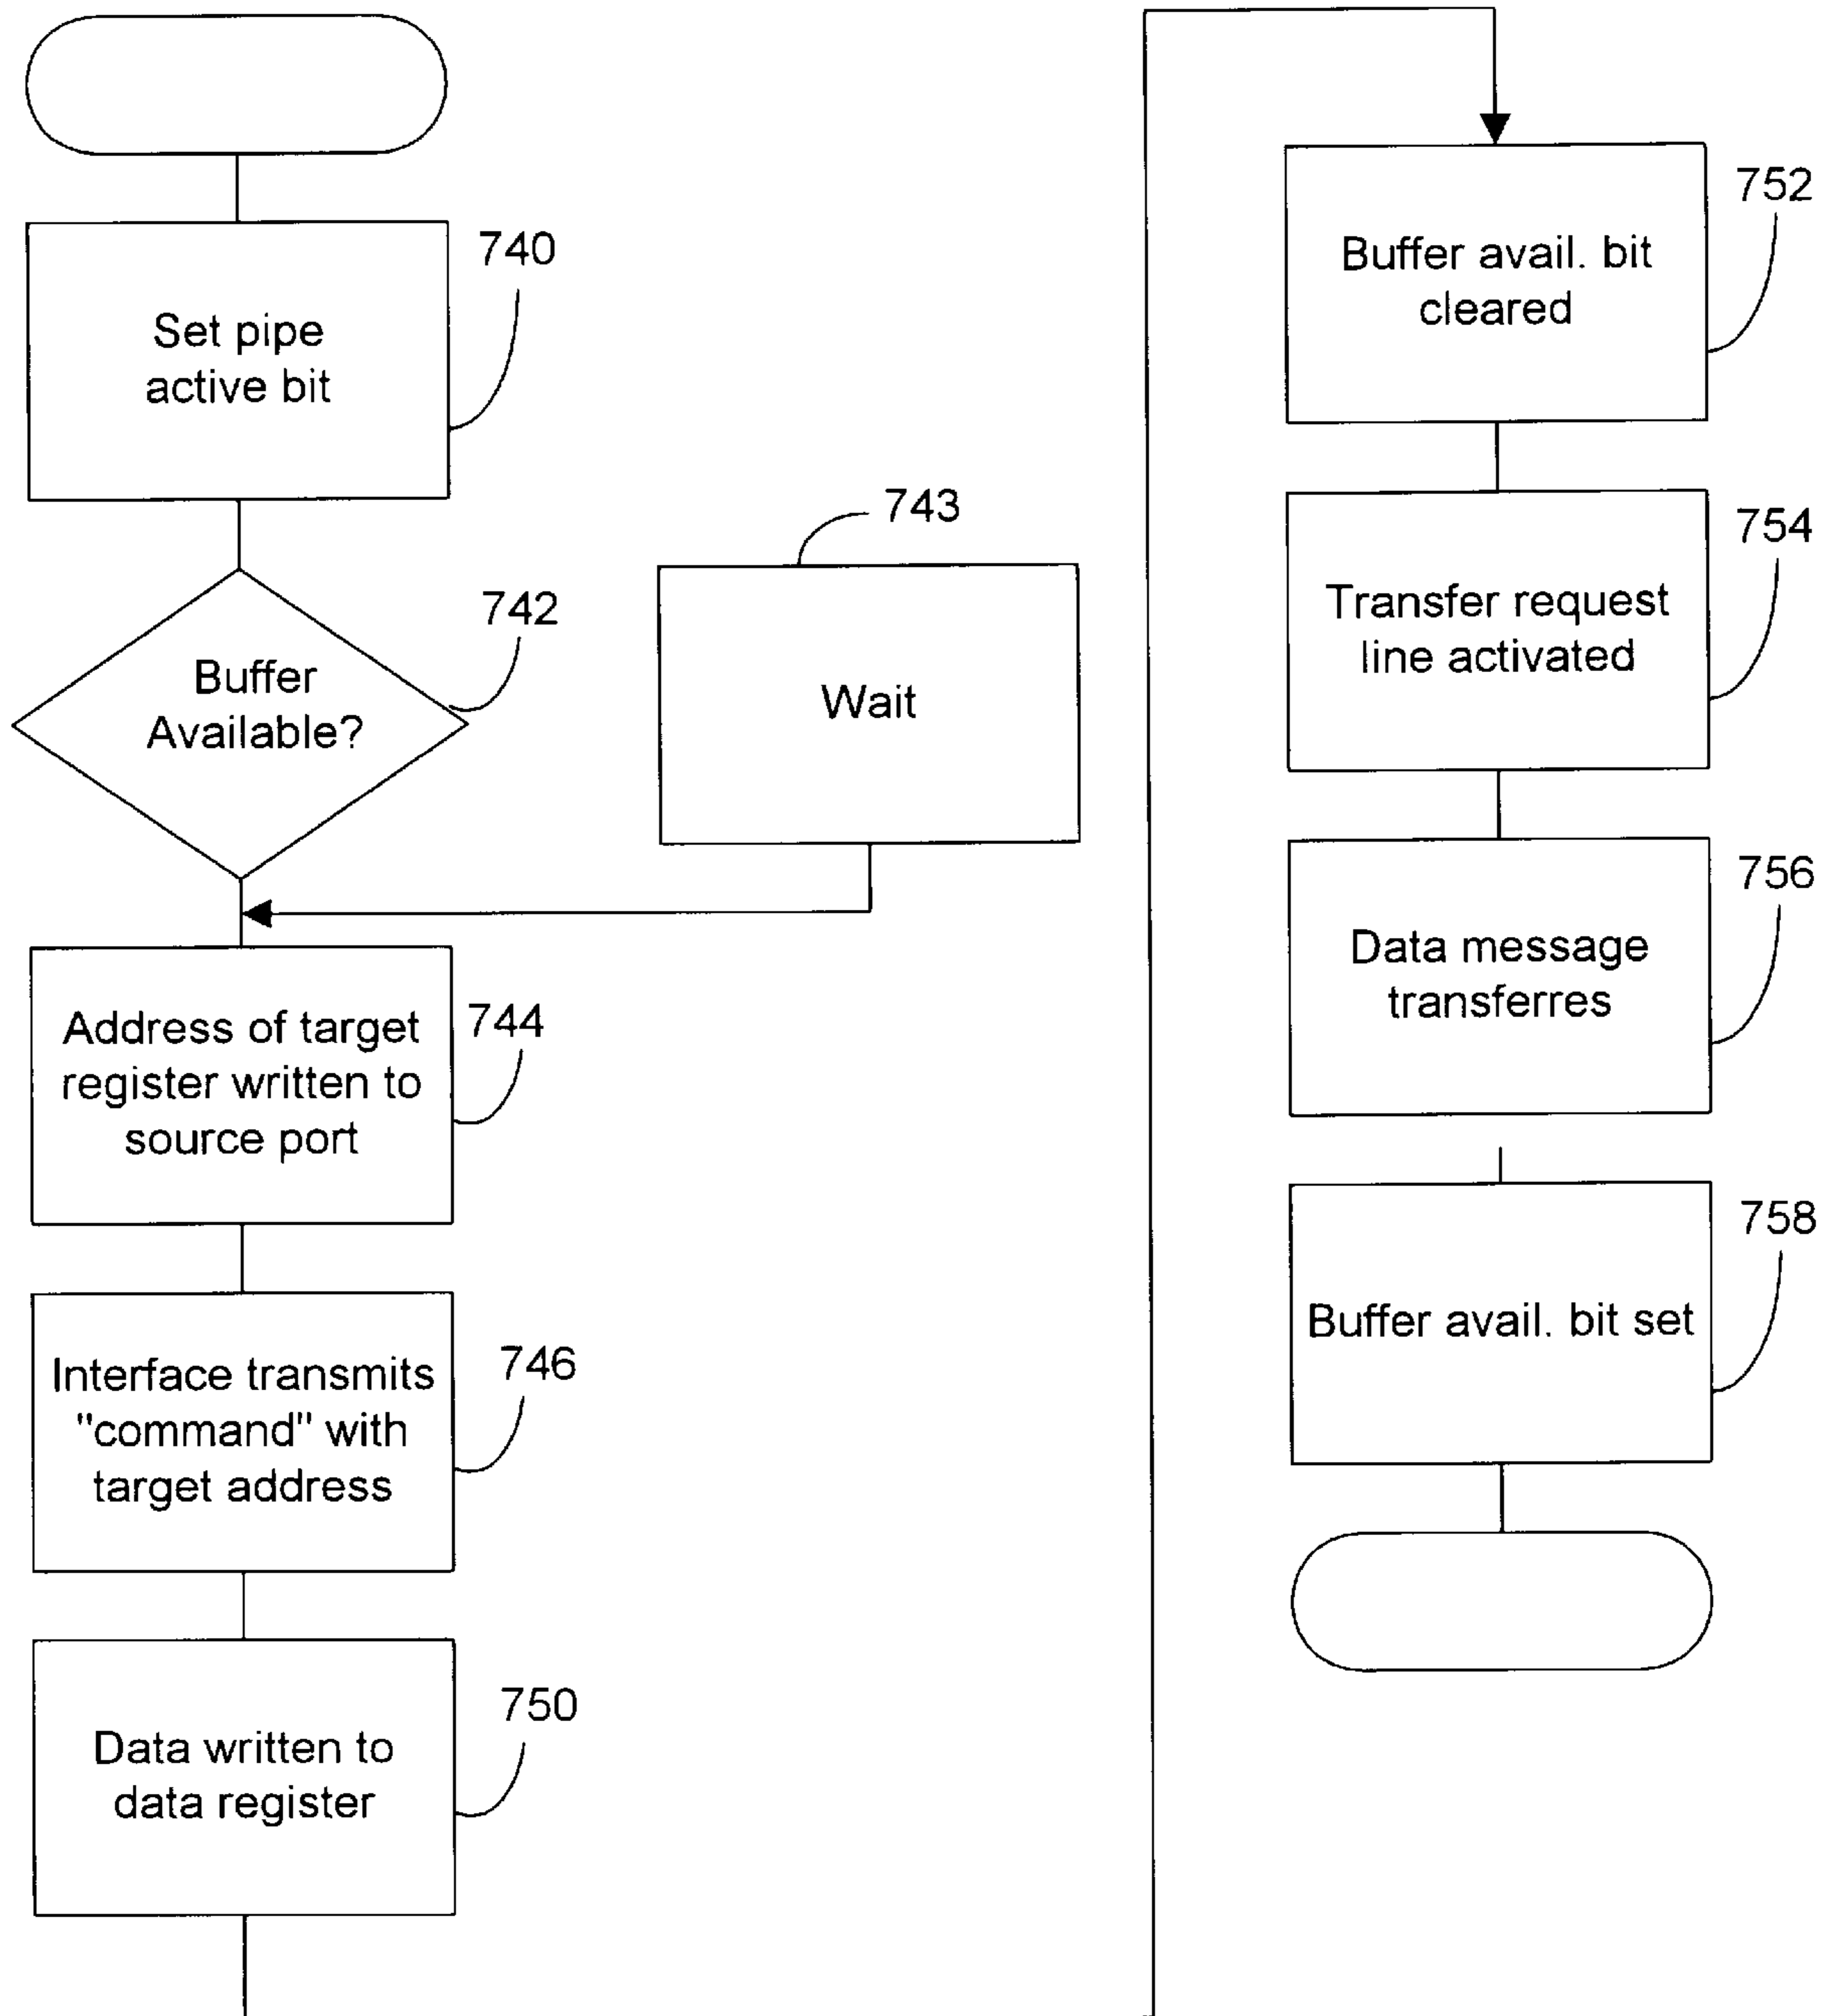 740
Set pipe
active bit
742
Buffer
Available?
743
Wait
744
Address of target
register written to
source port
746
Interface transmits
"command" with
target address
750
Data written to
data register
752
Buffer avail. bit
cleared
754
Transfer request
line activated
756
Data message
transferres
758
Buffer avail. bit set